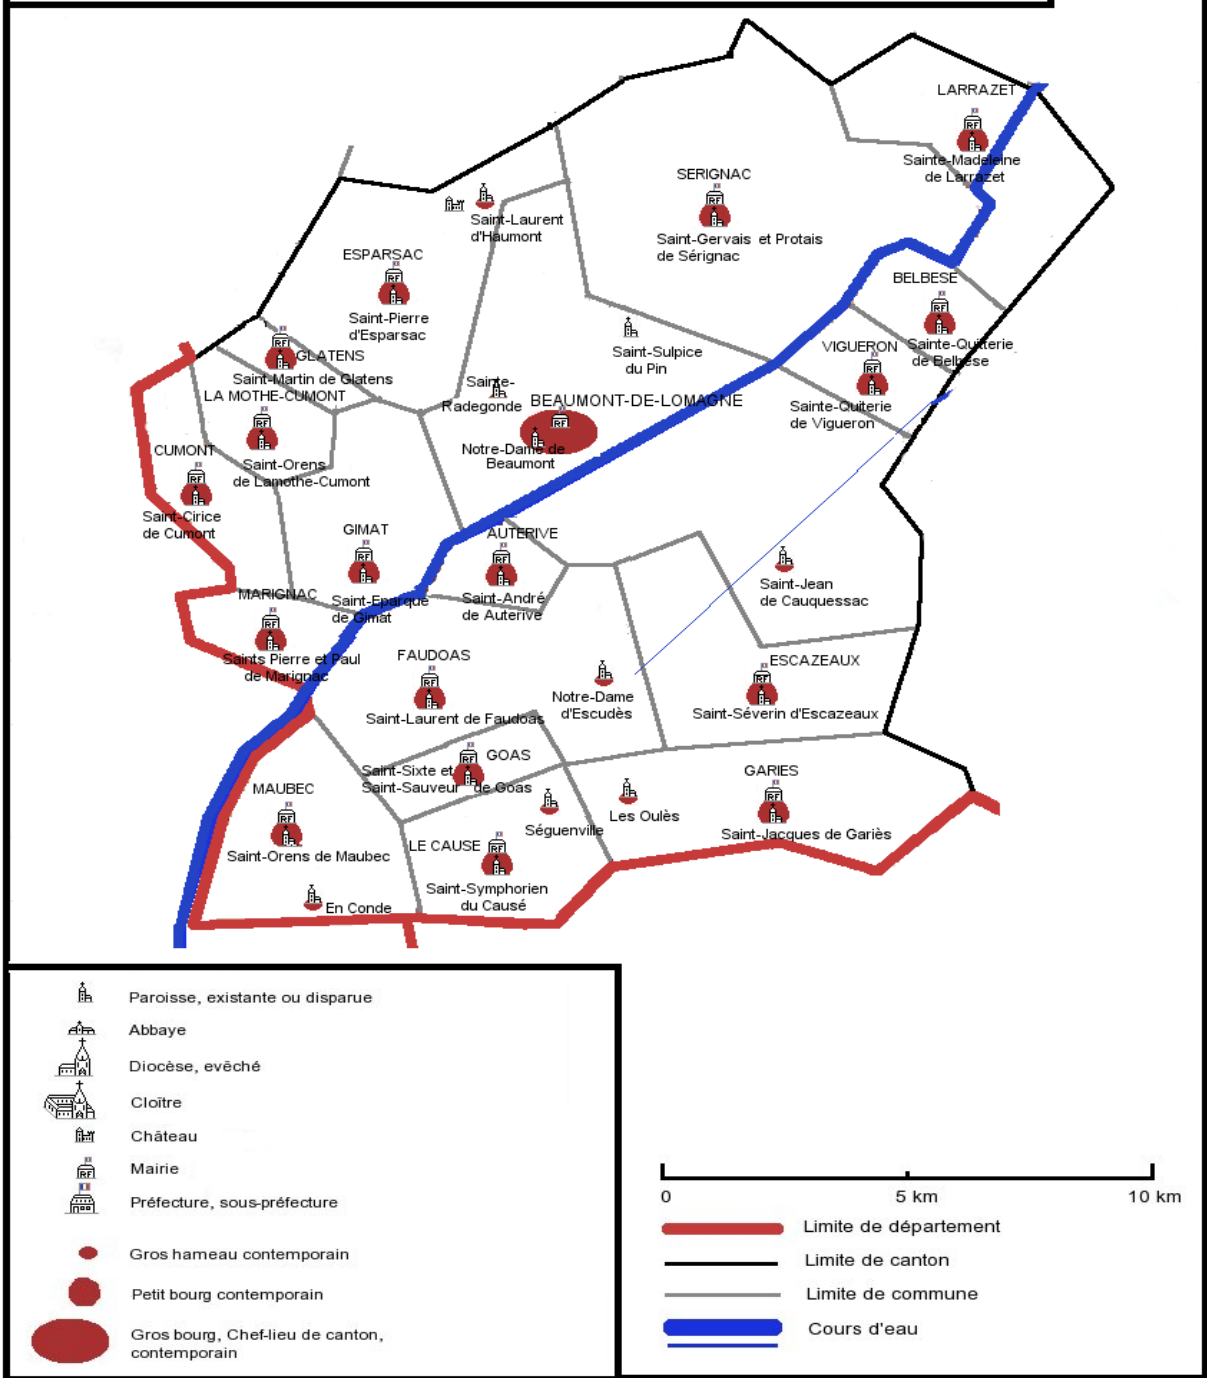 LARRAZET
Sainte-Madeleine
de Larrazet
SERIGNAC
Saint-Gervais et Protais
de Sérignac
Saint-Laurent
d'Haumont
ESPARSAC
Saint-Pierre
d'Esparsac
BELBESE
Sainte-Quitterie
de Belbèse
VIGUERON
Sainte-Quiterie
de Vigueron
Saint-Sulpice
du Pin
GLATENS
Saint-Martin de Glatens
LA MOTHE-CUMONT
Saint-Orens
de Lamothe-Cumont
Sainte-
Radegonde
BEAUMONT-DE-LOMAGNE
Notre-Dame de
Beaumont
CUMONT
Saint-Cirice
de Cumont
GIMAT
Saint-Eparque
de Gimat
AUTERIVE
Saint-André
de Auterive
Saint-Jean
de Cauquessac
MARIGNAC
Saints Pierre et Paul
de Marignac
FAUDOAS
Saint-Laurent de Faudoas
Notre-Dame
d'Escudès
ESCAZEAUX
Saint-Séverin d'Escazeaux
GOAS
Saint-Sixte et
Saint-Sauveur de Goas
MAUBEC
Saint-Orens de Maubec
En Conde
LE CAUSE
Saint-Symphorien
du Causé
Séguenville
Les Oulès
GARIES
Saint-Jacques de Gariès
Paroisse, existante ou disparue
Abbaye
Diocèse, evēché
Cloître
Château
Mairie
Préfecture, sous-préfecture
Gros hameau contemporain
Petit bourg contemporain
Gros bourg, Chef-lieu de canton,
contemporain
0 5 km 10 km
Limite de département
Limite de canton
Limite de commune
Cours d'eau